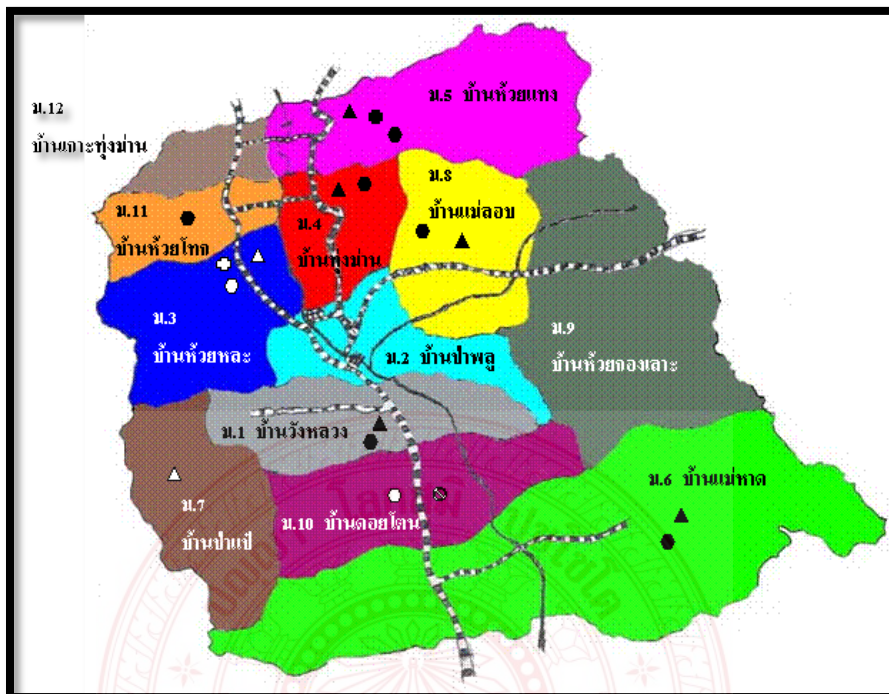 ม.5 บ้านห้วยแทง
ม.12
บ้านเกาะทุ่งม่าน
ม.8
บ้านแม่ลอบ
ม.11
บ้านห้วยโทก
ม.4
บ้านทุ่งม่าน
ม.3
บ้านห้วยหละ
ม.2 บ้านป่าพลู
ม.9
บ้านห้วยกองเลาะ
ม.1 บ้านวังหลวง
ม.6 บ้านแม่หาด
ม.7
บ้านป่าแป๋
ม.10 บ้านดอยโตน